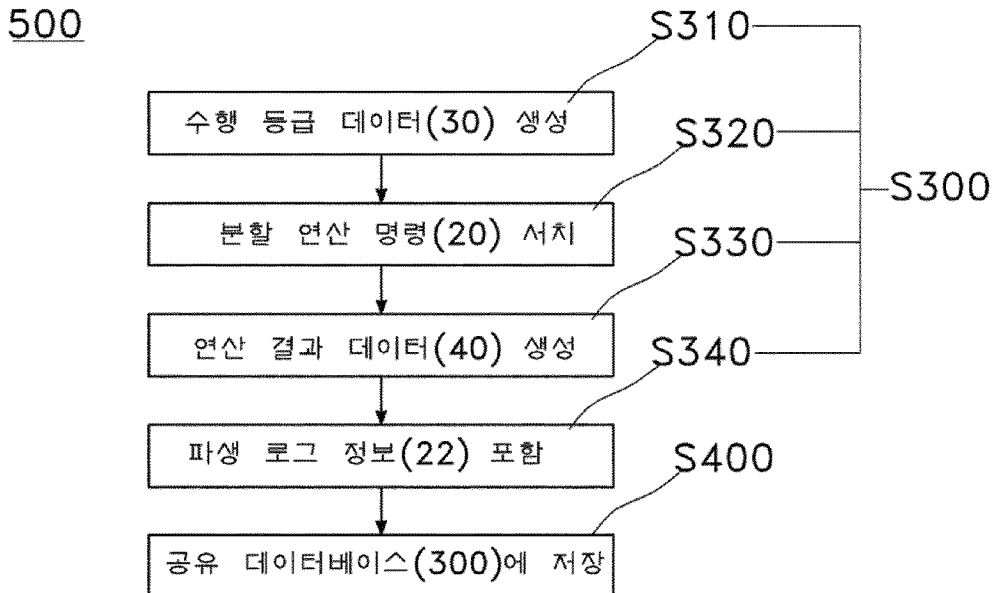 500
S310
수행 등급 데이터(30) 생성
S320
분할 연산 명령(20) 서치
S300
S330
연산 결과 데이터(40) 생성
S340
파생 로그 정보(22) 포함
S400
공유 데이터베이스(300)에 저장